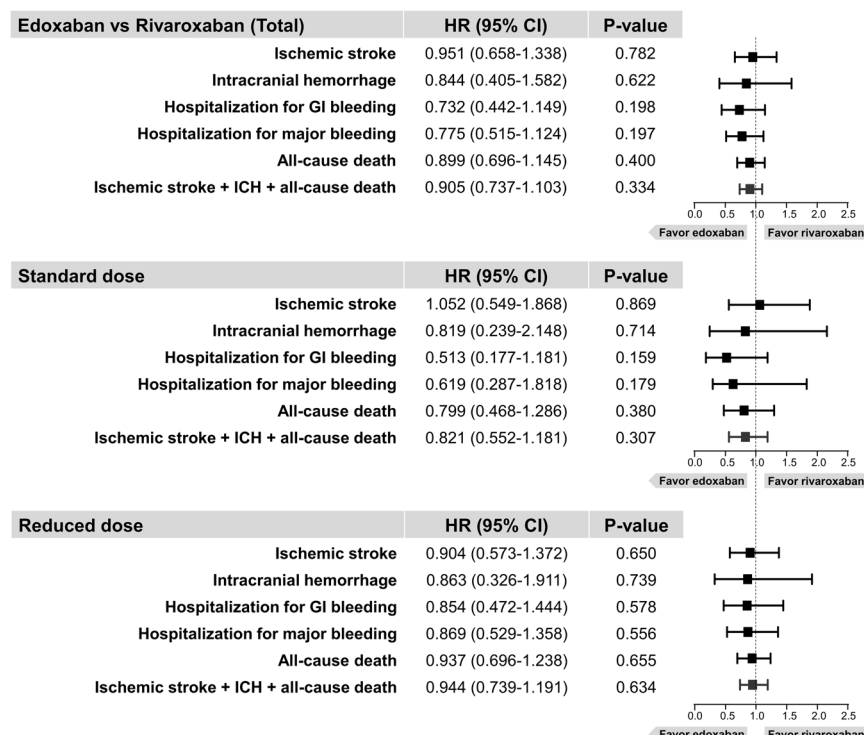 Edoxaban vs Rivaroxaban (Total) HR (95% CI) P-value
Ischemic stroke 0.951 (0.658-1.338) 0.782
Intracranial hemorrhage 0.844 (0.405-1.582) 0.622
Hospitalization for GI bleeding 0.732 (0.442-1.149) 0.198
Hospitalization for major bleeding 0.775 (0.515-1.124) 0.197
All-cause death 0.899 (0.696-1.145) 0.400
Ischemic stroke + ICH + all-cause death 0.905 (0.737-1.103) 0.334
0.0 0.5 1.0 1.5 2.0 2.5
Favor edoxaban Favor rivaroxaban
Standard dose HR (95% CI) P-value
Ischemic stroke 1.052 (0.549-1.868) 0.869
Intracranial hemorrhage 0.819 (0.239-2.148) 0.714
Hospitalization for GI bleeding 0.513 (0.177-1.181) 0.159
Hospitalization for major bleeding 0.619 (0.287-1.818) 0.179
All-cause death 0.799 (0.468-1.286) 0.380
Ischemic stroke + ICH + all-cause death 0.821 (0.552-1.181) 0.307
0.0 0.5 1.0 1.5 2.0 2.5
Favor edoxaban Favor rivaroxaban
Reduced dose HR (95% CI) P-value
Ischemic stroke 0.904 (0.573-1.372) 0.650
Intracranial hemorrhage 0.863 (0.326-1.911) 0.739
Hospitalization for GI bleeding 0.854 (0.472-1.444) 0.578
Hospitalization for major bleeding 0.869 (0.529-1.358) 0.556
All-cause death 0.937 (0.696-1.238) 0.655
Ischemic stroke + ICH + all-cause death 0.944 (0.739-1.191) 0.634
0.0 0.5 1.0 1.5 2.0 2.5
Favor edoxaban Favor rivaroxaban